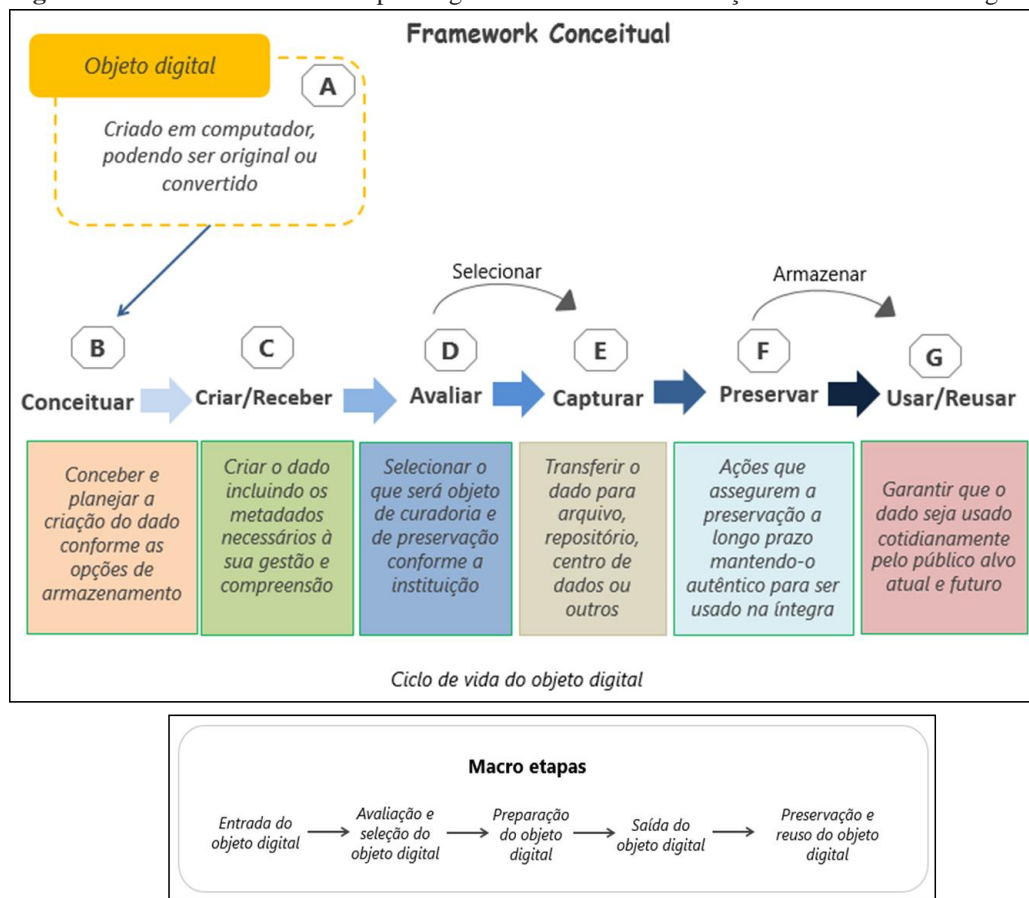 Framework Conceitual
Objeto digital
A
Criado em computador,
podendo ser original ou
convertido
Selecionar
Armazenar
B
C
D
E
F
G
Conceituar
Criar/Receber
Avaliar
Capturar
Preservar
Usar/Reusar
Conceber e
planejar a
criação do dado
conforme as
opções de
armazenamento
Criar o dado
incluindo os
metadados
necessários à
sua gestão e
compreensão
Selecionar o
que será objeto
de curadoria e
de preservação
conforme a
instituição
Transferir o
dado para
arquivo,
repositório,
centro de
dados ou
outros
Ações que
assegurem a
preservação a
longo prazo
mantendo-o
autêntico para ser
usado na íntegra
Garantir que o
dado seja usado
cotidianamente
pelo público alvo
atual e futuro
Ciclo de vida do objeto digital
Macro etapas
Entrada do
objeto digital
Avaliação e
seleção do
objeto digital
Preparação
do objeto
digital
Saída do
objeto digital
Preservação e
reuso do objeto
digital